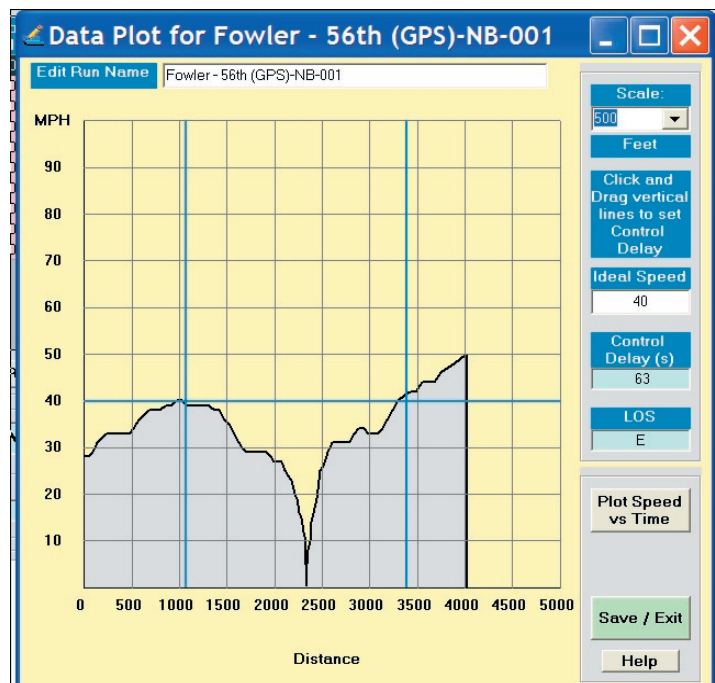 Data Plot for Fowler - 56th (GPS)-NB-001
Edit Run Name
Fowler - 56th (GPS)-NB-001
MPH
90
80
70
60
50
40
30
20
10
0 500 1000 1500 2000 2500 3000 3500 4000 4500 5000
Distance
Scale:
500
Feet
Click and
Drag vertical
lines to set
Control
Delay
Ideal Speed
40
Control
Delay (s)
63
LOS
E
Plot Speed
vs Time
Save / Exit
Help